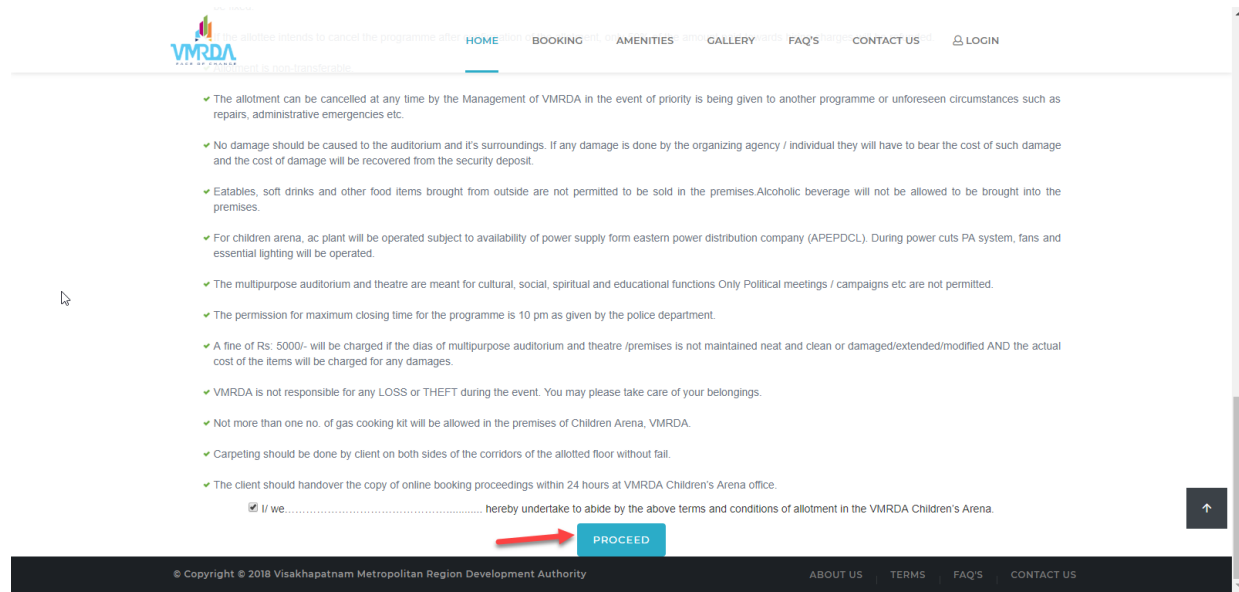 VMRDA
HOME BOOKING AMENITIES GALLERY FAQ'S CONTACT US LOGIN
The allotment can be cancelled at any time by the Management of VMRDA in the event of priority is being given to another programme or unforeseen circumstances such as
repairs, administrative emergencies etc.
No damage should be caused to the auditorium and it's surroundings. If any damage is done by the organizing agency / individual they will have to bear the cost of such damage
and the cost of damage will be recovered from the security deposit.
Eatables, soft drinks and other food items brought from outside are not permitted to be sold in the premises.Alcoholic beverage will not be allowed to be brought into the
premises.
For children arena, ac plant will be operated subject to availability of power supply form eastern power distribution company (APEPDCL). During power cuts PA system, fans and
essential lighting will be operated.
The multipurpose auditorium and theatre are meant for cultural, social, spiritual and educational functions Only Political meetings / campaigns etc are not permitted.
The permission for maximum closing time for the programme is 10 pm as given by the police department.
A fine of Rs: 5000/- will be charged if the dias of multipurpose auditorium and theatre /premises is not maintained neat and clean or damaged/extended/modified AND the actual
cost of the items will be charged for any damages.
VMRDA is not responsible for any LOSS or THEFT during the event. You may please take care of your belongings.
Not more than one no. of gas cooking kit will be allowed in the premises of Children Arena, VMRDA.
Carpeting should be done by client on both sides of the corridors of the allotted floor without fail.
The client should handover the copy of online booking proceedings within 24 hours at VMRDA Children's Arena office.
I/ we……………………………………............ hereby undertake to abide by the above terms and conditions of allotment in the VMRDA Children's Arena.
PROCEED
© Copyright © 2018 Visakhapatnam Metropolitan Region Development Authority ABOUT US TERMS FAQ'S CONTACT US